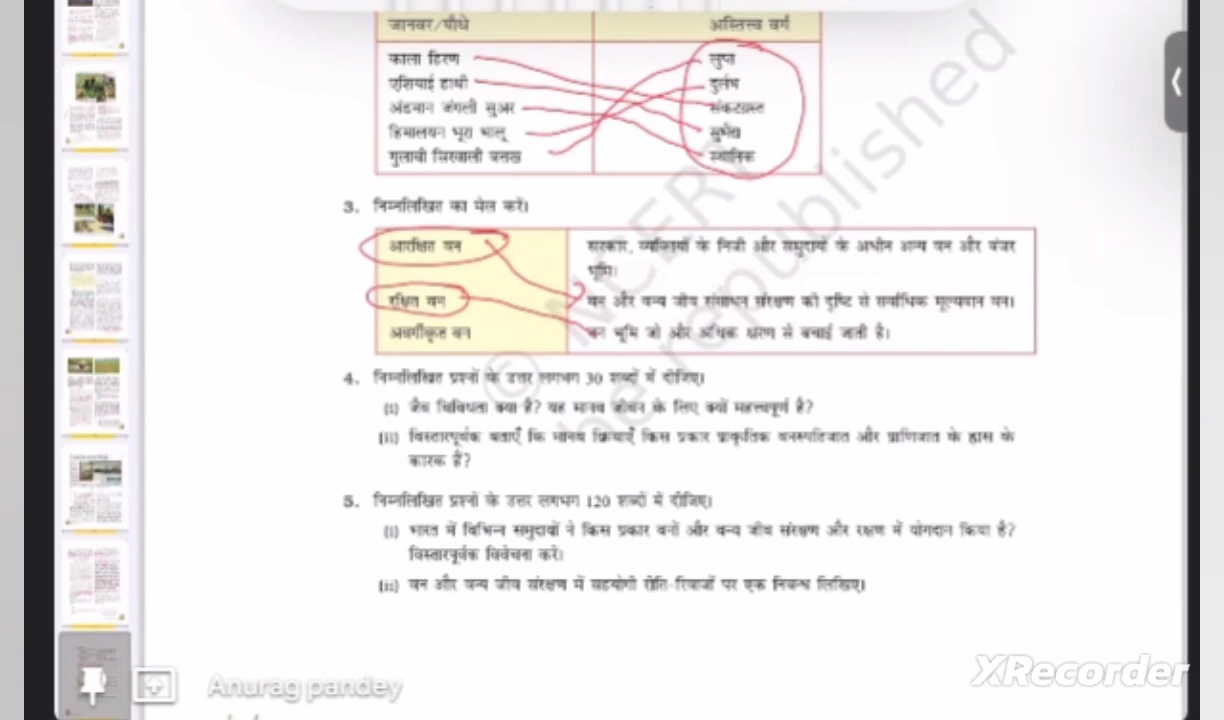 जानवर/पौधे अस्तित्व वर्ग
काला हिरण लुप्त
एशियाई हाथी दुर्लभ
अंडमान जंगली सुअर संकटग्रस्त
हिमालयन भूरा भालू सुभेद्य
गुलाबी सिरवाली बत्तख स्थानिक
3. निम्नलिखित का मेल करें।
आरक्षित वन सरकार, व्यक्तियों के निजी और समुदायों के अधीन अन्य वन और बंजर
भूमि।
रक्षित वन वन और वन्य जीव संसाधन संरक्षण की दृष्टि से सर्वाधिक मूल्यवान वन।
अवर्गीकृत वन वन भूमि जो और अधिक क्षरण से बचाई जाती है।
4. निम्नलिखित प्रश्नों के उत्तर लगभग 30 शब्दों में दीजिए।
(i) जैव विविधता क्या है? यह मानव जीवन के लिए क्यों महत्त्वपूर्ण है?
(ii) विस्तारपूर्वक बताएँ कि मानव क्रियाएँ किस प्रकार प्राकृतिक वनस्पतिजात और प्राणिजात के ह्रास के
कारक हैं?
5. निम्नलिखित प्रश्नों के उत्तर लगभग 120 शब्दों में दीजिए।
(i) भारत में विभिन्न समुदायों ने किस प्रकार वनों और वन्य जीव संरक्षण और रक्षण में योगदान किया है?
विस्तारपूर्वक विवेचना करें।
(ii) वन और वन्य जीव संरक्षण में सहयोगी रीति-रिवाजों पर एक निबन्ध लिखिए।
© NCERT
be republished
Anurag pandey
XRecorder